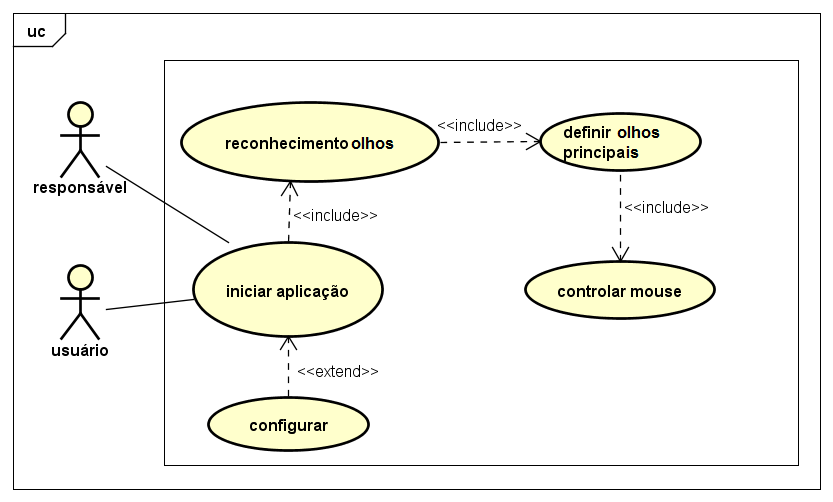 uc
responsável
usuário
reconhecimento olhos
<<include>>
definir olhos
principais
<<include>>
<<include>>
iniciar aplicação
controlar mouse
<<extend>>
configurar